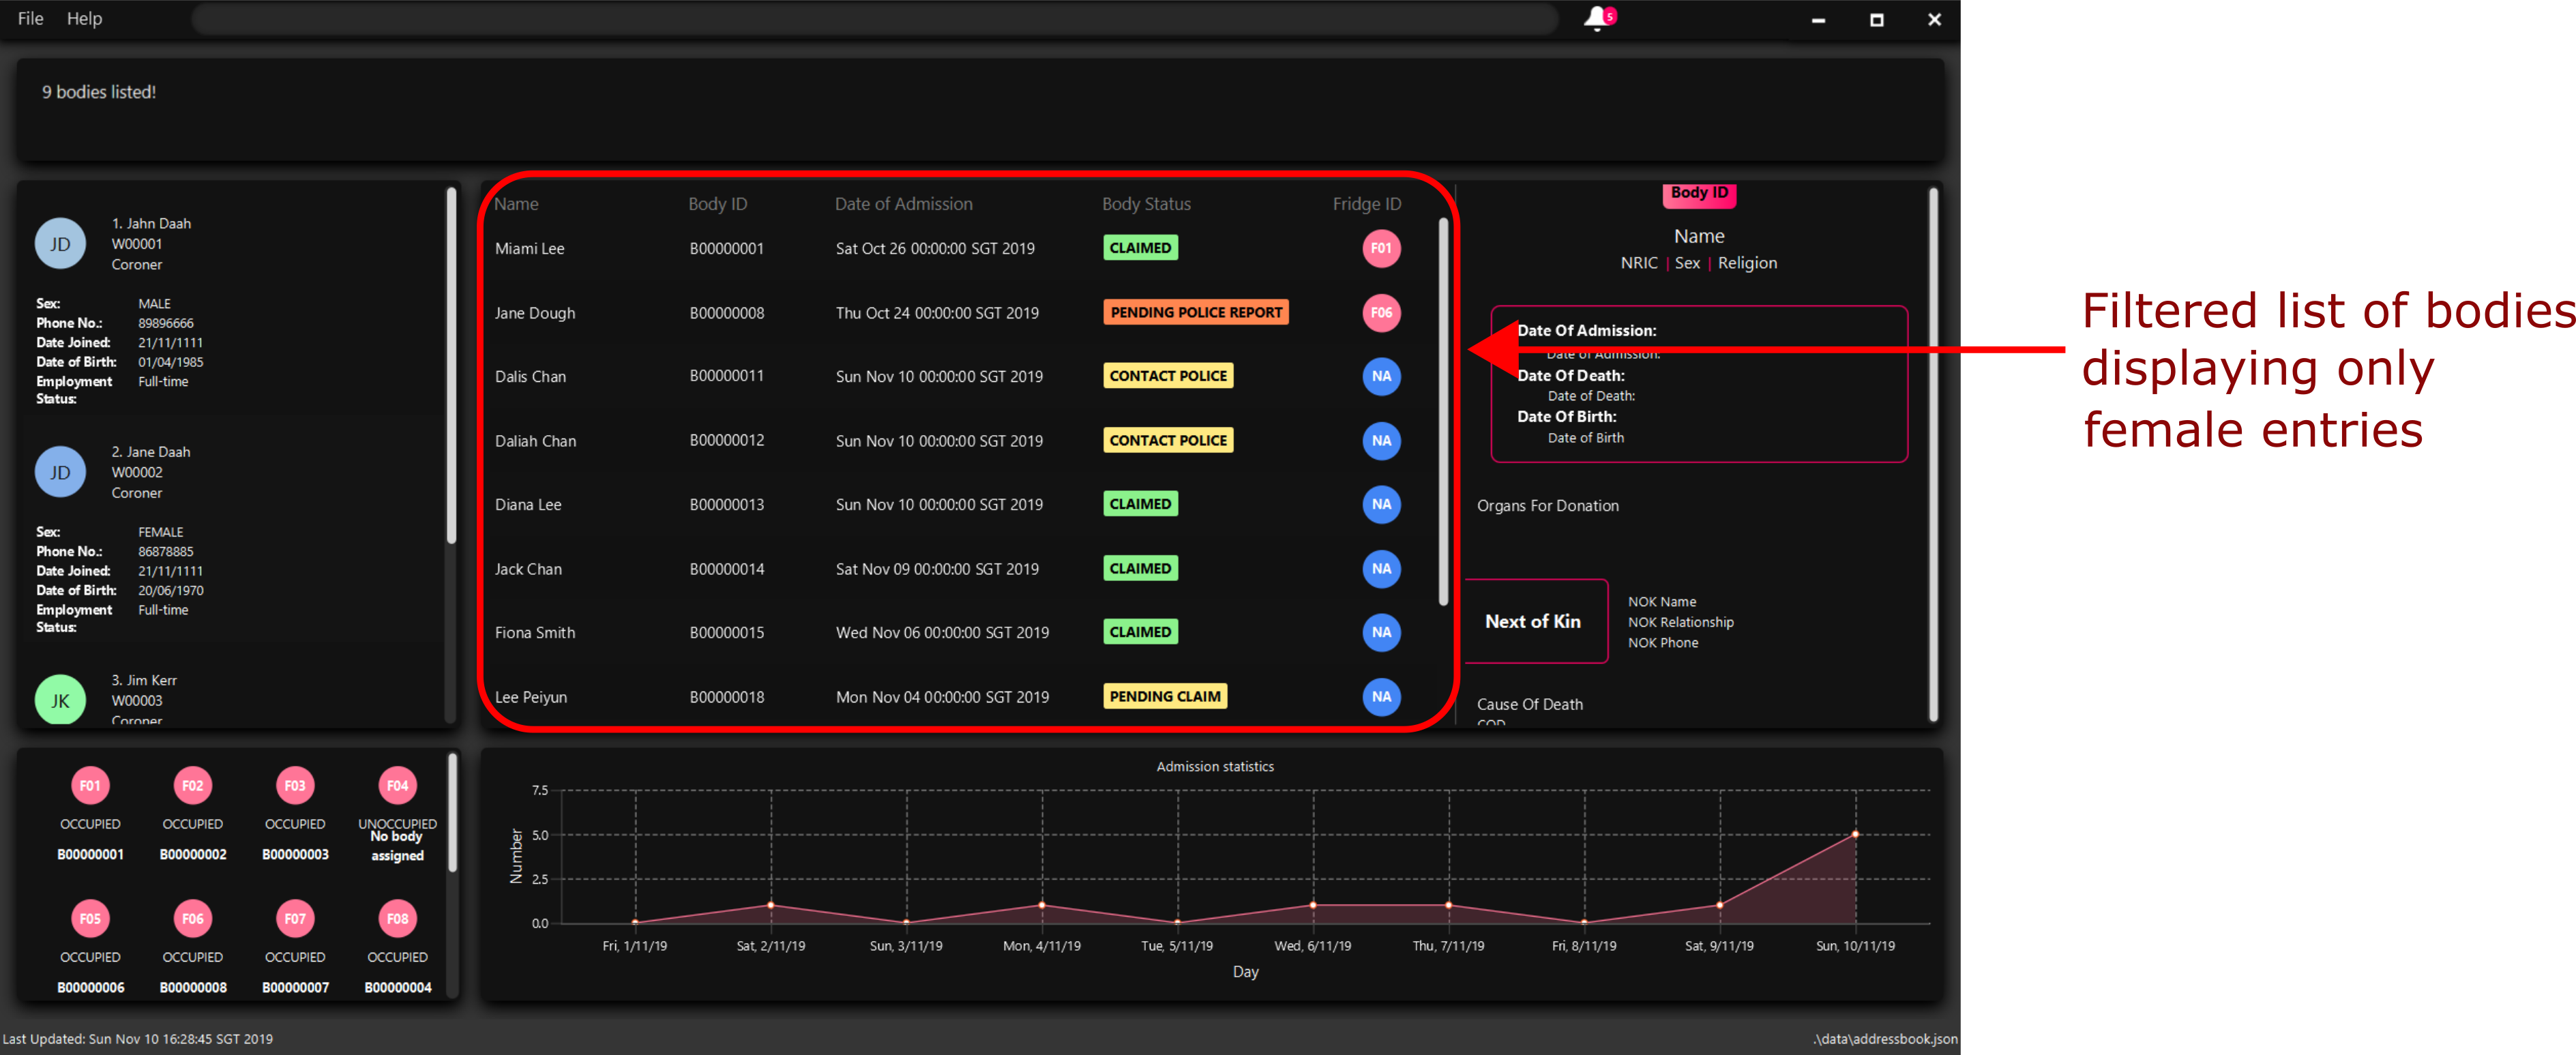 File Help
5
9 bodies listed!
JD
1. Jahn Daah
W00001
Coroner
Sex: MALE
Phone No.: 89896666
Date Joined: 21/11/1111
Date of Birth: 01/04/1985
Employment Full-time
Status:
JD
2. Jane Daah
W00002
Coroner
Sex: FEMALE
Phone No.: 86878885
Date Joined: 21/11/1111
Date of Birth: 20/06/1970
Employment Full-time
Status:
JK
3. Jim Kerr
W00003
Coroner
Name Body ID Date of Admission Body Status Fridge ID
Miami Lee B00000001 Sat Oct 26 00:00:00 SGT 2019 CLAIMED F01
Jane Dough B00000008 Thu Oct 24 00:00:00 SGT 2019 PENDING POLICE REPORT F06
Dalis Chan B00000011 Sun Nov 10 00:00:00 SGT 2019 CONTACT POLICE NA
Daliah Chan B00000012 Sun Nov 10 00:00:00 SGT 2019 CONTACT POLICE NA
Diana Lee B00000013 Sun Nov 10 00:00:00 SGT 2019 CLAIMED NA
Jack Chan B00000014 Sat Nov 09 00:00:00 SGT 2019 CLAIMED NA
Fiona Smith B00000015 Wed Nov 06 00:00:00 SGT 2019 CLAIMED NA
Lee Peiyun B00000018 Mon Nov 04 00:00:00 SGT 2019 PENDING CLAIM NA
Body ID
Name
NRIC | Sex | Religion
Date Of Admission:
Date of Admission:
Date Of Death:
Date of Death:
Date Of Birth:
Date of Birth
Organs For Donation
Next of Kin
NOK Name
NOK Relationship
NOK Phone
Cause Of Death
COD
Filtered list of bodies
displaying only
female entries
F01 F02 F03 F04
OCCUPIED OCCUPIED OCCUPIED UNOCCUPIED
B00000001 B00000002 B00000003 No body
assigned
F05 F06 F07 F08
OCCUPIED OCCUPIED OCCUPIED OCCUPIED
B00000006 B00000008 B00000007 B00000004
Admission statistics
Number
7.5
5.0
2.5
0.0
Fri, 1/11/19 Sat, 2/11/19 Sun, 3/11/19 Mon, 4/11/19 Tue, 5/11/19 Wed, 6/11/19 Thu, 7/11/19 Fri, 8/11/19 Sat, 9/11/19 Sun, 10/11/19
Day
Last Updated: Sun Nov 10 16:28:45 SGT 2019
.\data\addressbook.json